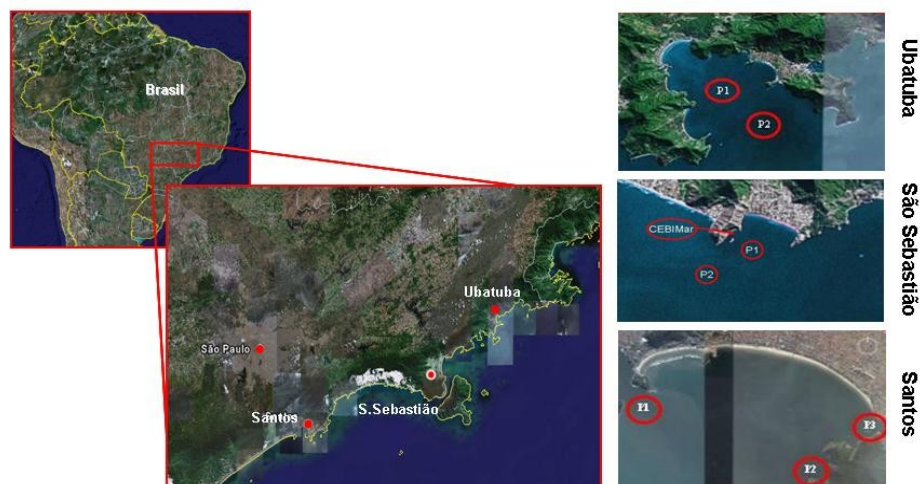 Brasil
São Paulo
Santos
S.Sebastião
Ubatuba
P1
P2
Ubatuba
CEBIMar
P1
P2
São Sebastião
P1
P2
P3
Santos